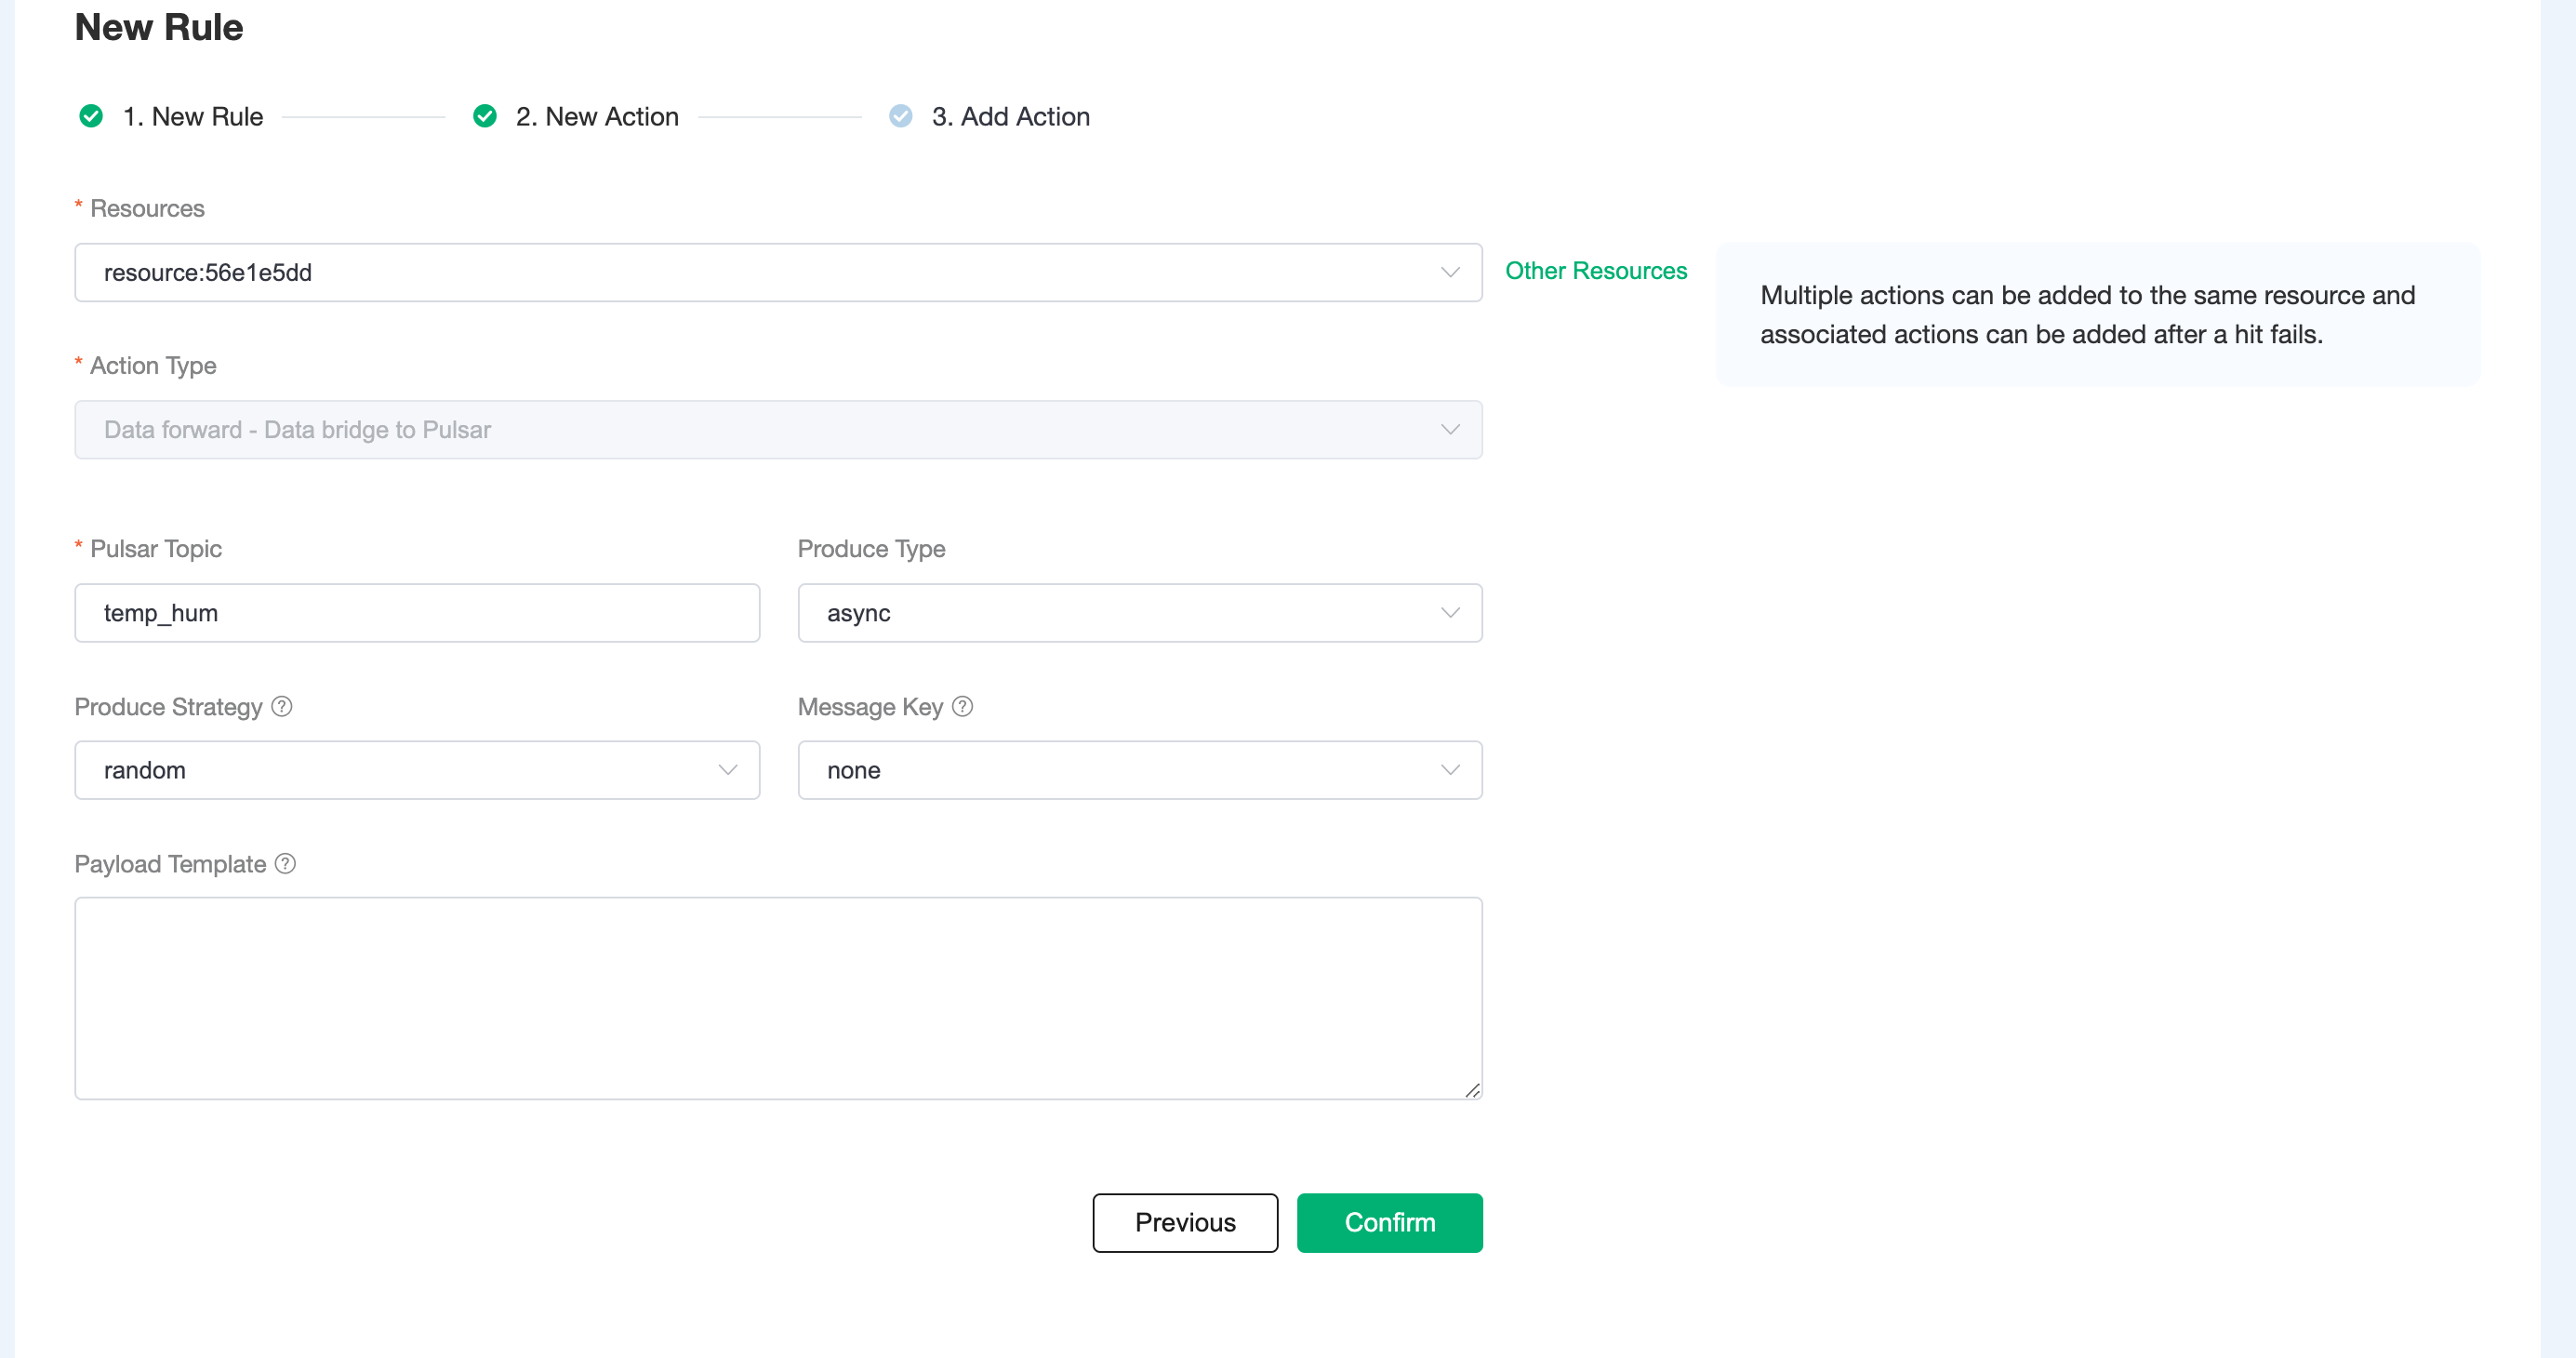 New Rule
1. New Rule
2. New Action
3. Add Action
* Resources
resource:56e1e5dd
Other Resources
Multiple actions can be added to the same resource and
associated actions can be added after a hit fails.
* Action Type
Data forward - Data bridge to Pulsar
* Pulsar Topic
Produce Type
temp_hum
async
Produce Strategy ?
Message Key ?
random
none
Payload Template ?
Previous
Confirm